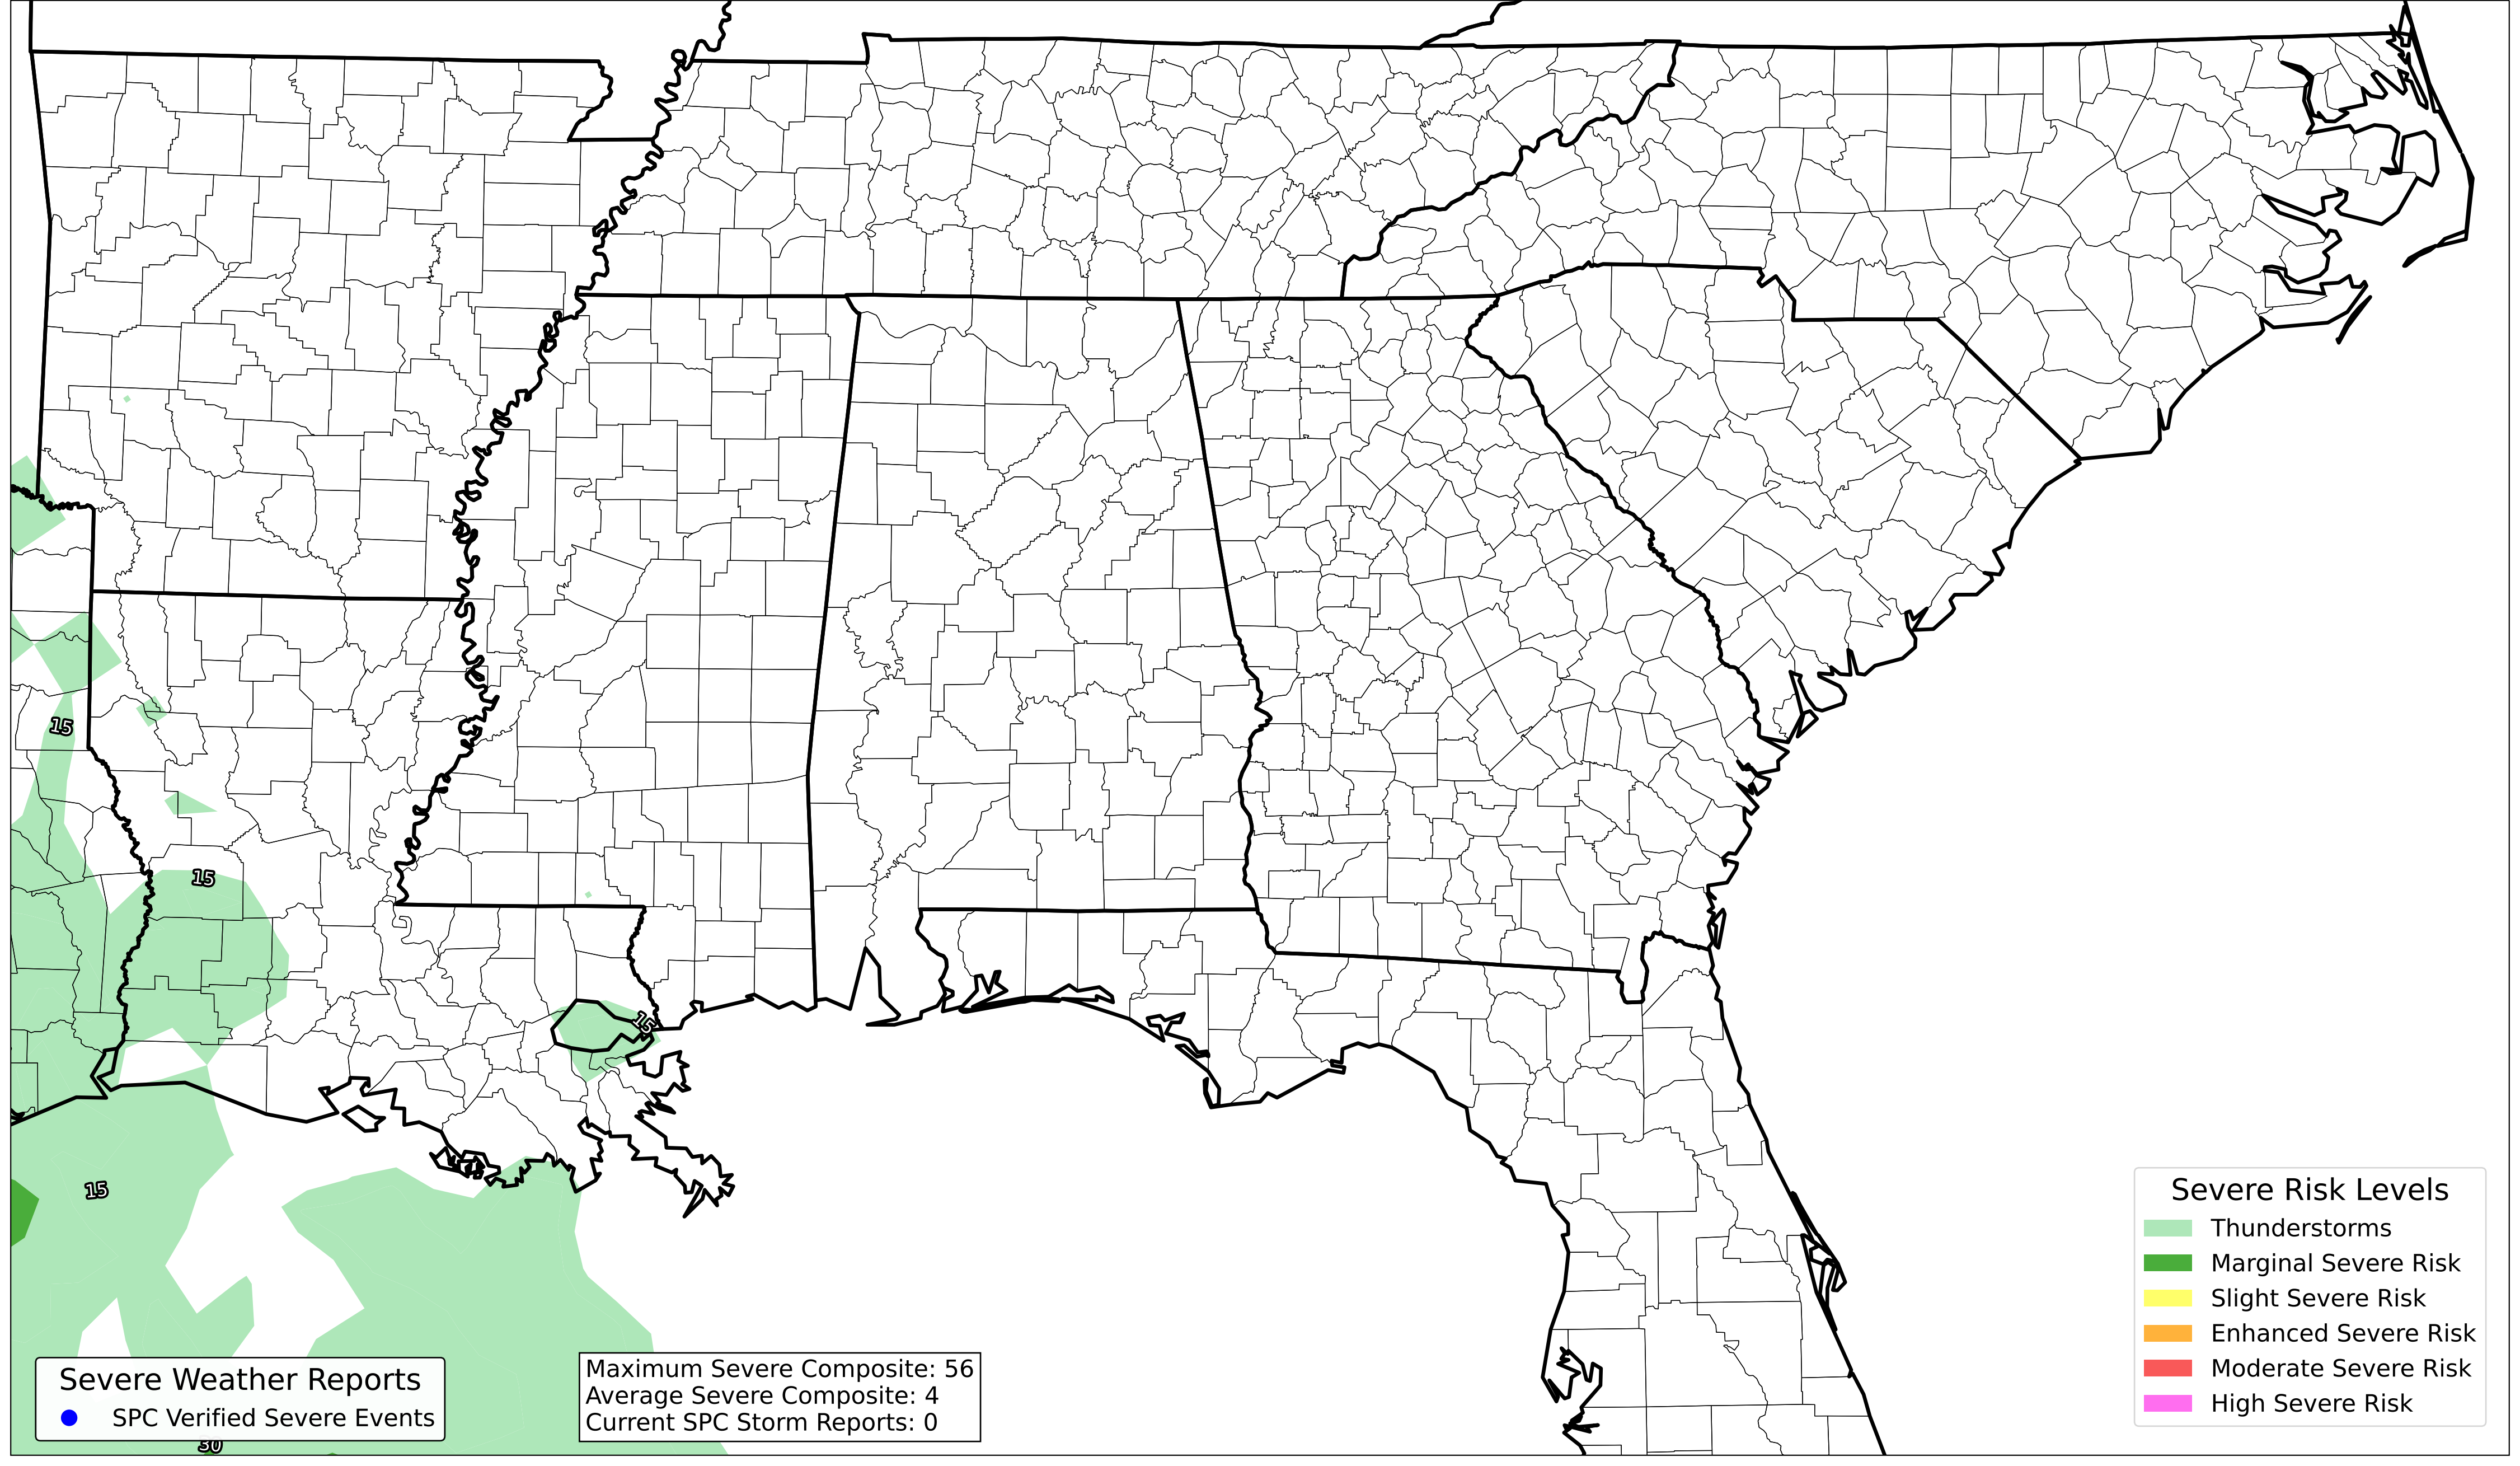 15
15
15
15
30
Severe Weather Reports
SPC Verified Severe Events
Maximum Severe Composite: 56
Average Severe Composite: 4
Current SPC Storm Reports: 0
Severe Risk Levels
Thunderstorms
Marginal Severe Risk
Slight Severe Risk
Enhanced Severe Risk
Moderate Severe Risk
High Severe Risk